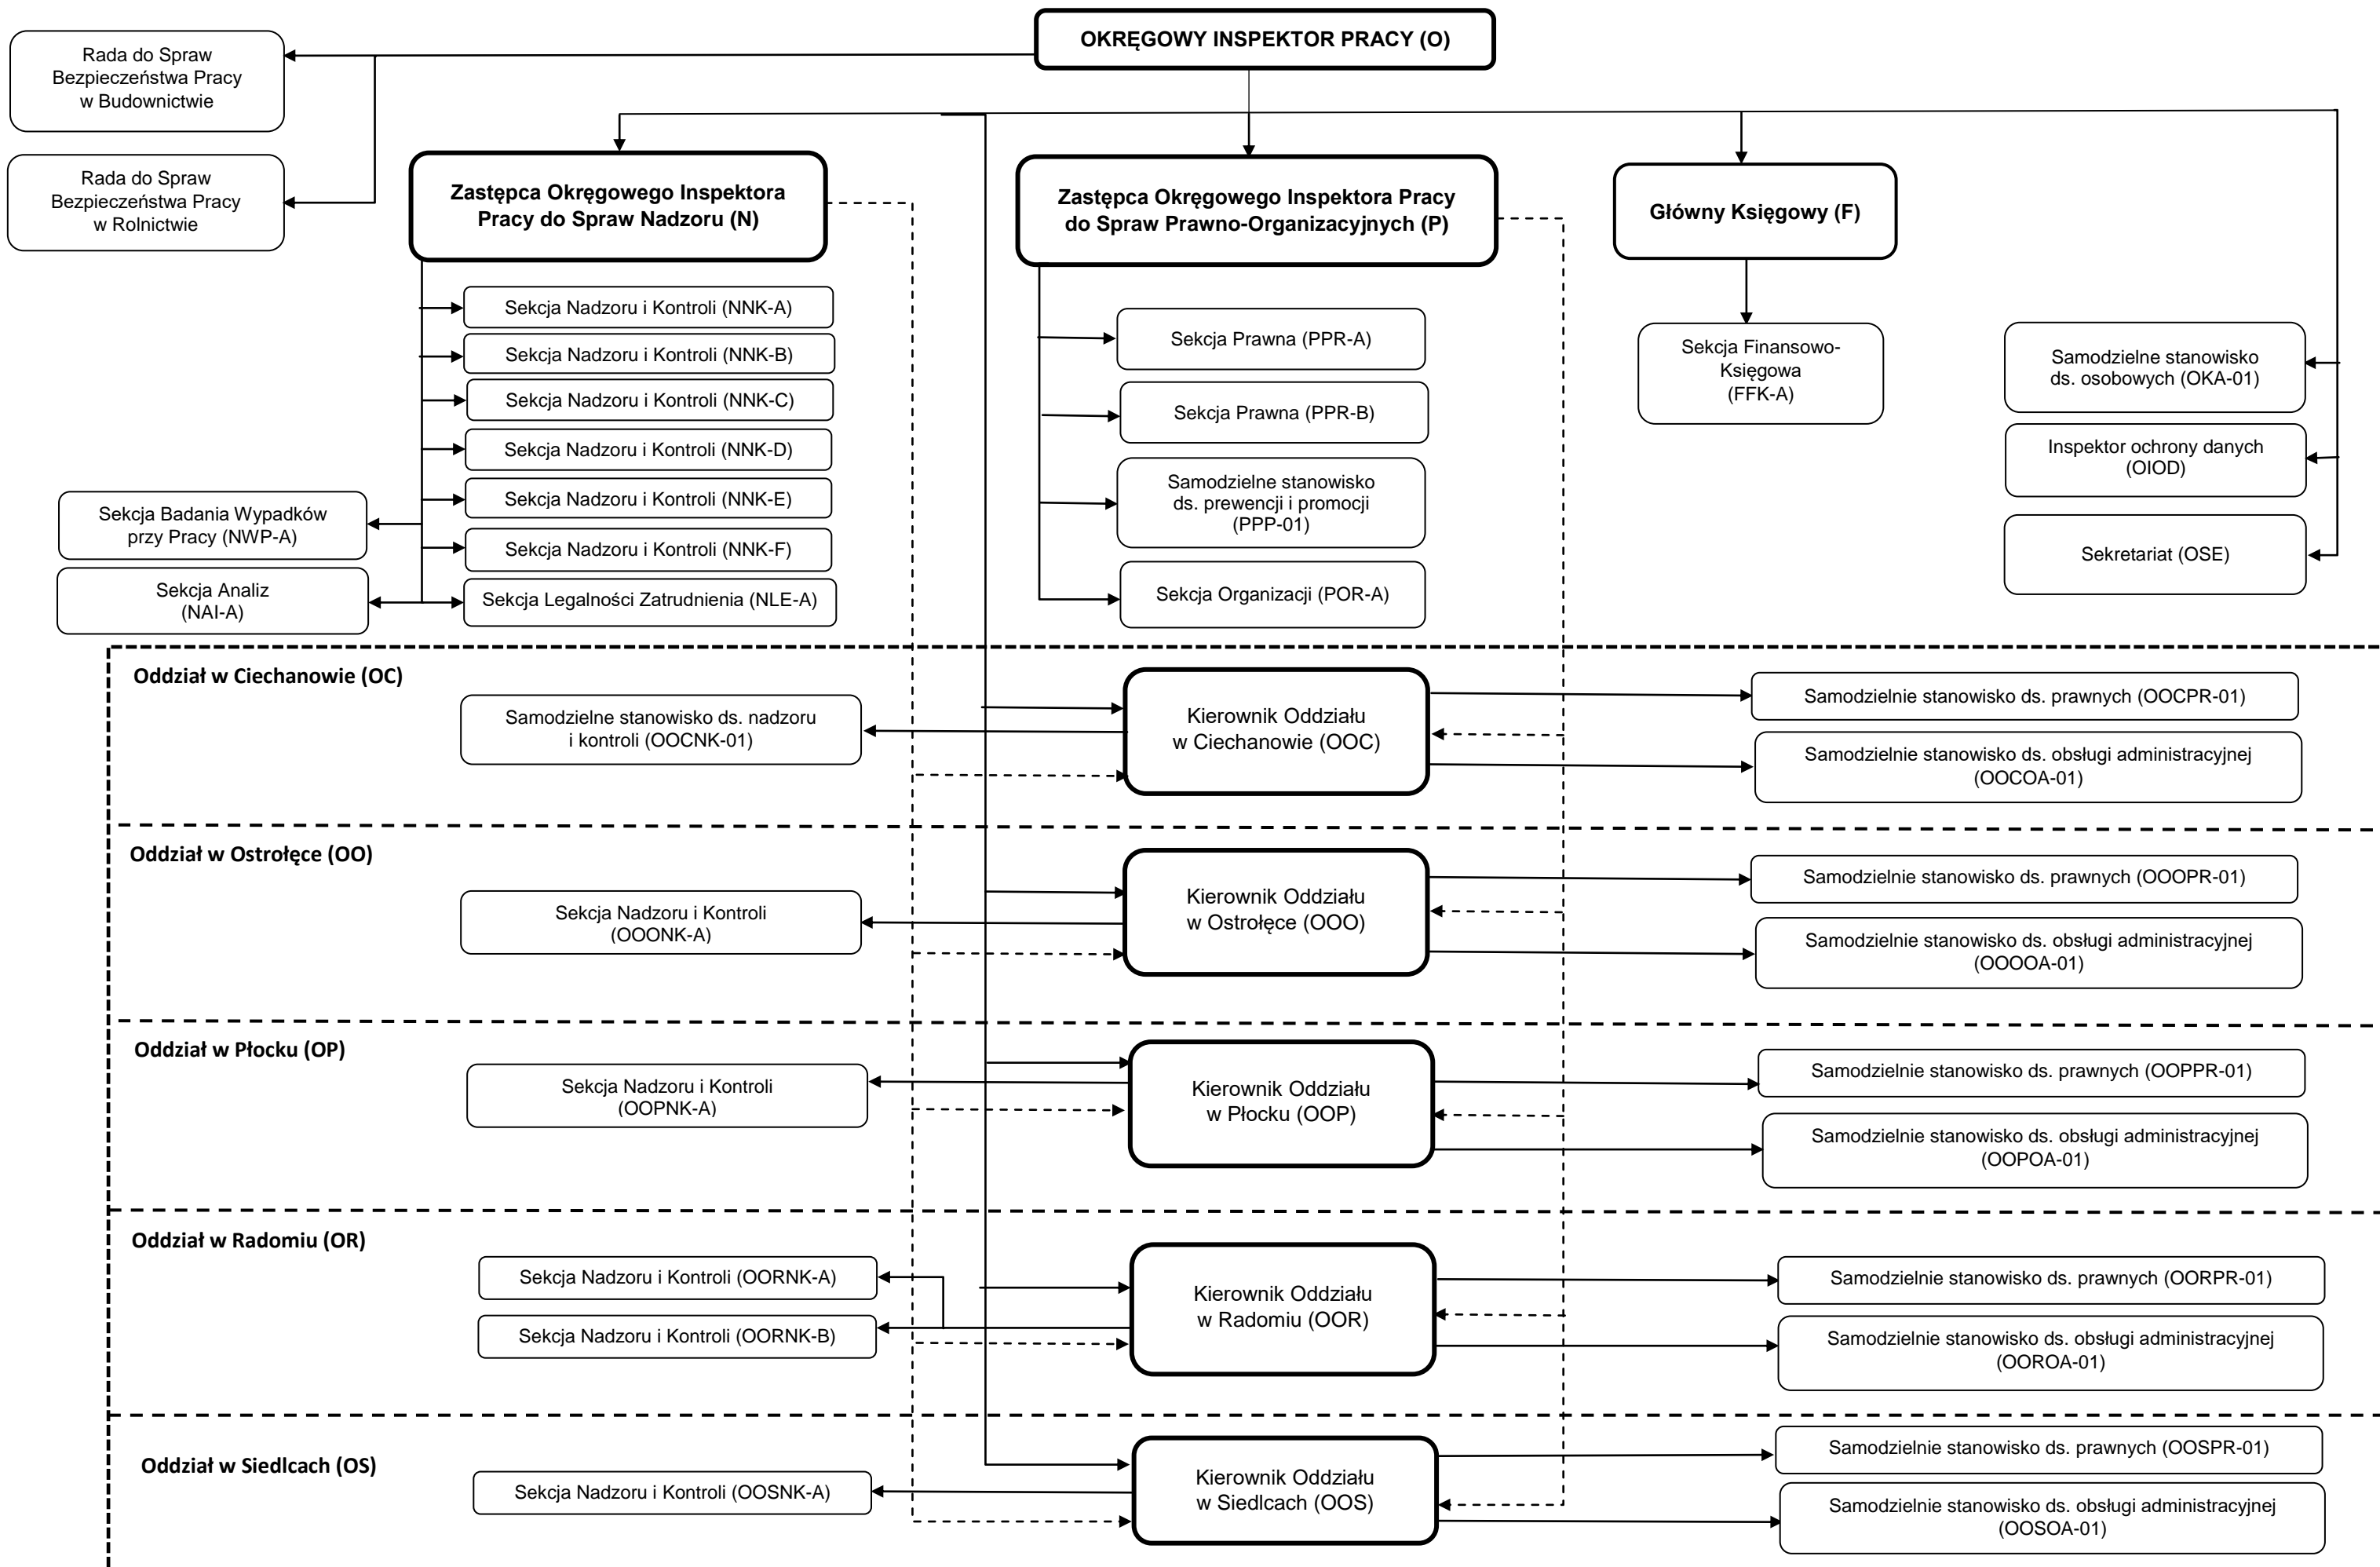 OKRĘGOWY INSPEKTOR PRACY (O)
Rada do Spraw
Bezpieczeństwa Pracy
w Budownictwie
Rada do Spraw
Bezpieczeństwa Pracy
w Rolnictwie
Zastępca Okręgowego Inspektora
Pracy do Spraw Nadzoru (N)
Zastępca Okręgowego Inspektora Pracy
do Spraw Prawno-Organizacyjnych (P)
Główny Księgowy (F)
Sekcja Nadzoru i Kontroli (NNK-A)
Sekcja Nadzoru i Kontroli (NNK-B)
Sekcja Nadzoru i Kontroli (NNK-C)
Sekcja Nadzoru i Kontroli (NNK-D)
Sekcja Nadzoru i Kontroli (NNK-E)
Sekcja Nadzoru i Kontroli (NNK-F)
Sekcja Legalności Zatrudnienia (NLE-A)
Sekcja Badania Wypadków
przy Pracy (NWP-A)
Sekcja Analiz
(NAI-A)
Sekcja Prawna (PPR-A)
Sekcja Prawna (PPR-B)
Samodzielne stanowisko
ds. prewencji i promocji
(PPP-01)
Sekcja Organizacji (POR-A)
Sekcja Finansowo-
Księgowa
(FFK-A)
Samodzielne stanowisko
ds. osobowych (OKA-01)
Inspektor ochrony danych
(OIOD)
Sekretariat (OSE)
Oddział w Ciechanowie (OC)
Samodzielne stanowisko ds. nadzoru
i kontroli (OOCNK-01)
Kierownik Oddziału
w Ciechanowie (OOC)
Samodzielnie stanowisko ds. prawnych (OOCPR-01)
Samodzielnie stanowisko ds. obsługi administracyjnej
(OOCOA-01)
Oddział w Ostrołęce (OO)
Sekcja Nadzoru i Kontroli
(OOONK-A)
Kierownik Oddziału
w Ostrołęce (OOO)
Samodzielnie stanowisko ds. prawnych (OOOPR-01)
Samodzielnie stanowisko ds. obsługi administracyjnej
(OOOOA-01)
Oddział w Płocku (OP)
Sekcja Nadzoru i Kontroli
(OOPNK-A)
Kierownik Oddziału
w Płocku (OOP)
Samodzielnie stanowisko ds. prawnych (OOPPR-01)
Samodzielnie stanowisko ds. obsługi administracyjnej
(OOPOA-01)
Oddział w Radomiu (OR)
Sekcja Nadzoru i Kontroli (OORNK-A)
Sekcja Nadzoru i Kontroli (OORNK-B)
Kierownik Oddziału
w Radomiu (OOR)
Samodzielnie stanowisko ds. prawnych (OORPR-01)
Samodzielnie stanowisko ds. obsługi administracyjnej
(OOROA-01)
Oddział w Siedlcach (OS)
Sekcja Nadzoru i Kontroli (OOSNK-A)
Kierownik Oddziału
w Siedlcach (OOS)
Samodzielnie stanowisko ds. prawnych (OOSPR-01)
Samodzielnie stanowisko ds. obsługi administracyjnej
(OOSOA-01)